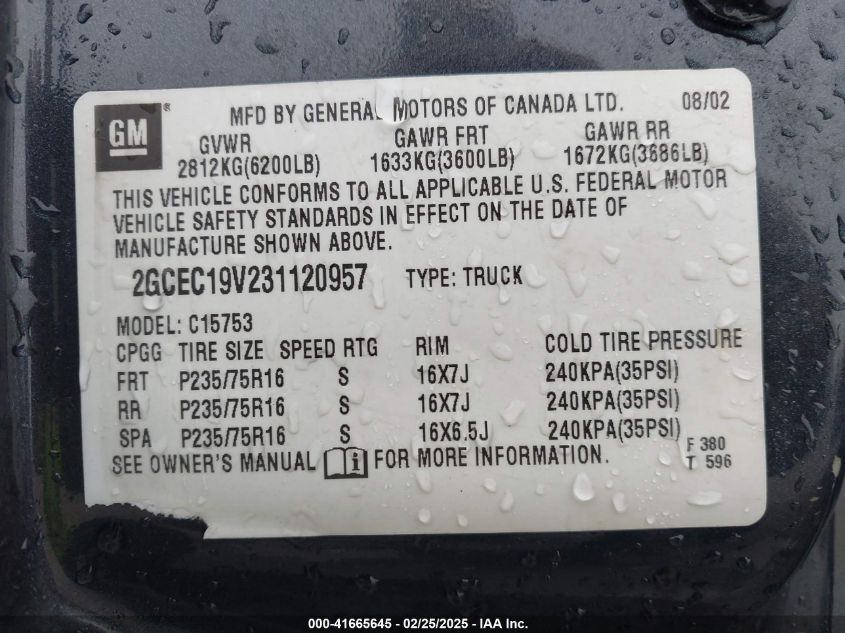 GM ® MFD BY GENERAL MOTORS OF CANADA LTD. 08/02
GVWR GAWR FRT GAWR RR
2812KG(6200LB) 1633KG(3600LB) 1672KG(3686LB)
THIS VEHICLE CONFORMS TO ALL APPLICABLE U.S. FEDERAL MOTOR
VEHICLE SAFETY STANDARDS IN EFFECT ON THE DATE OF
MANUFACTURE SHOWN ABOVE.
2GCEC19V231120957 TYPE: TRUCK
MODEL: C15753
CPGG TIRE SIZE SPEED RTG RIM COLD TIRE PRESSURE
FRT P235/75R16 S 16X7J 240KPA(35PSI)
RR P235/75R16 S 16X7J 240KPA(35PSI)
SPA P235/75R16 S 16X6.5J 240KPA(35PSI)
SEE OWNER'S MANUAL i FOR MORE INFORMATION.
F 380
T 596
000-41665645 - 02/25/2025 - IAA Inc.